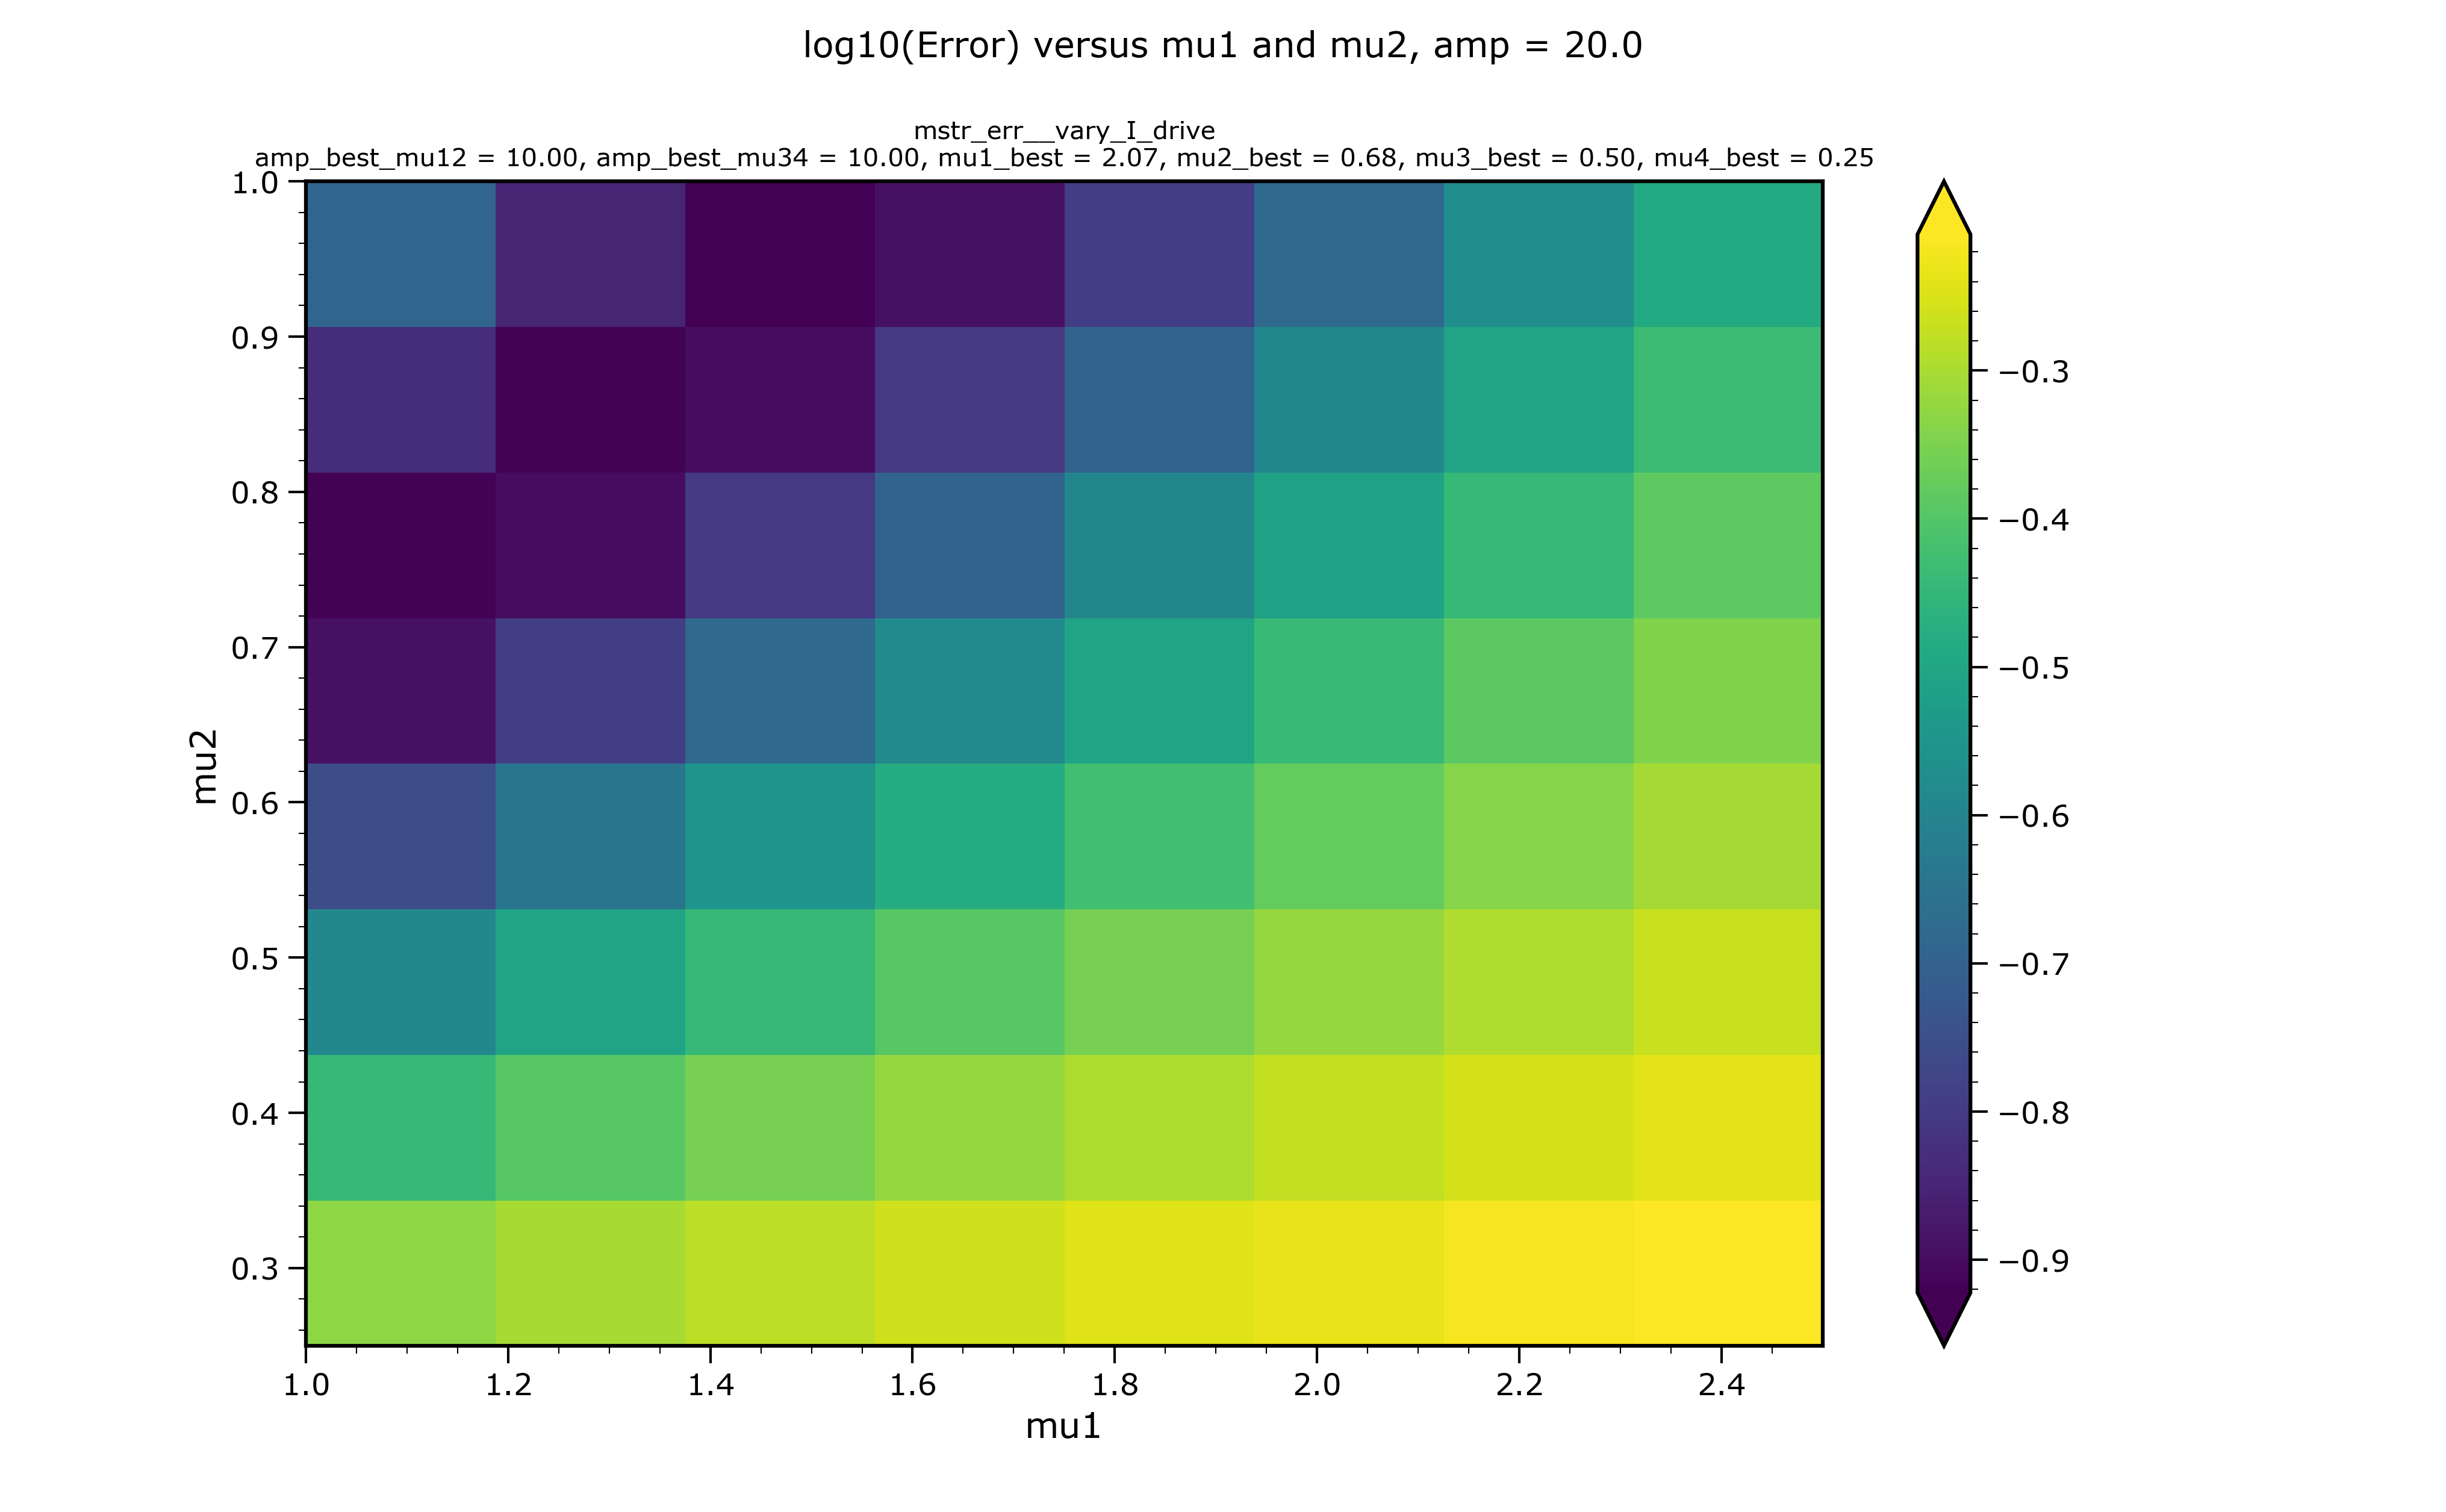 log10(Error) versus mu1 and mu2, amp = 20.0
mstr_err__vary_I_drive
amp_best_mu12 = 10.00, amp_best_mu34 = 10.00, mu1_best = 2.07, mu2_best = 0.68, mu3_best = 0.50, mu4_best = 0.25
1.0
0.9
0.8
0.7
0.6
0.5
0.4
0.3
mu2
1.0 1.2 1.4 1.6 1.8 2.0 2.2 2.4
mu1
−0.3
−0.4
−0.5
−0.6
−0.7
−0.8
−0.9